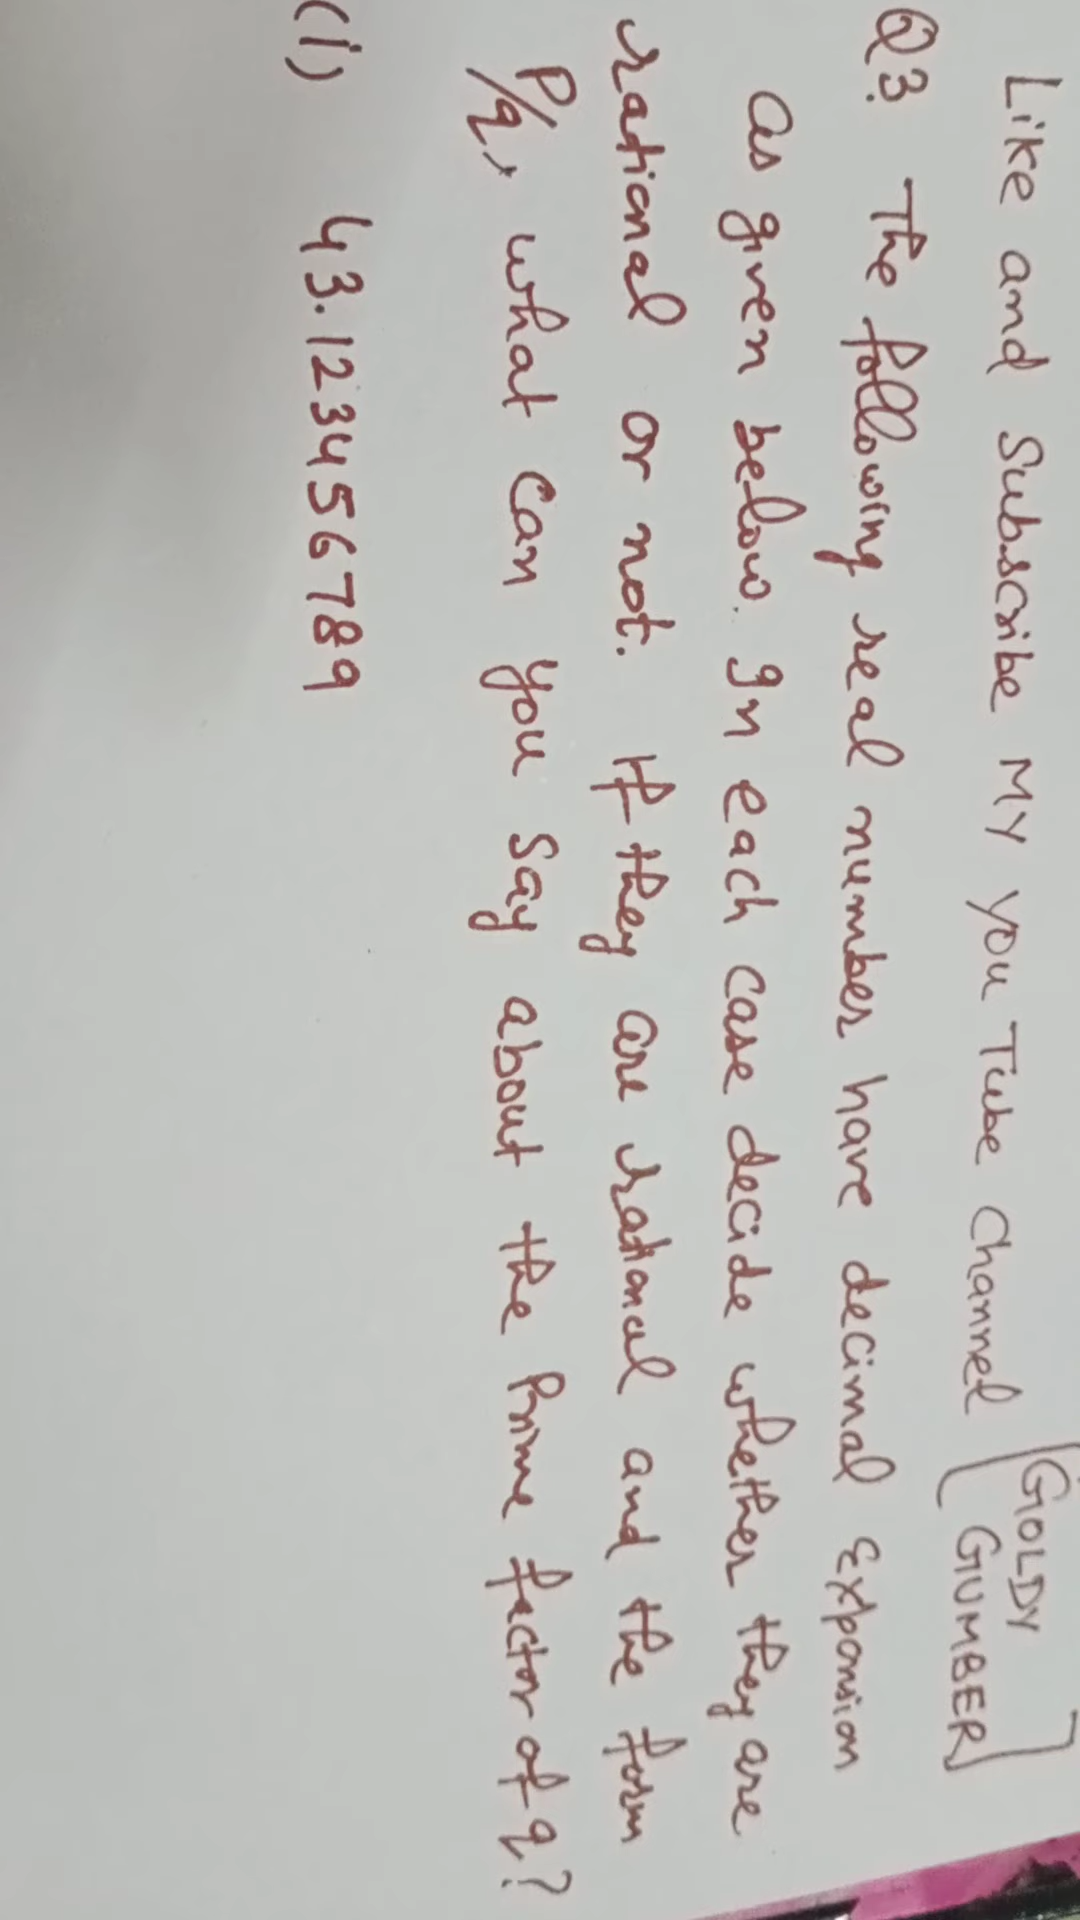 Like and Subscribe MY you Tube Channel [GOLDY
GUMBER]
Q3. The following real number have decimal expansion
as given below. In each case decide whether they are
rational or not. If they are rational and the form
P/q, what can you say about the Prime factor of q?
(i) 43.123456789